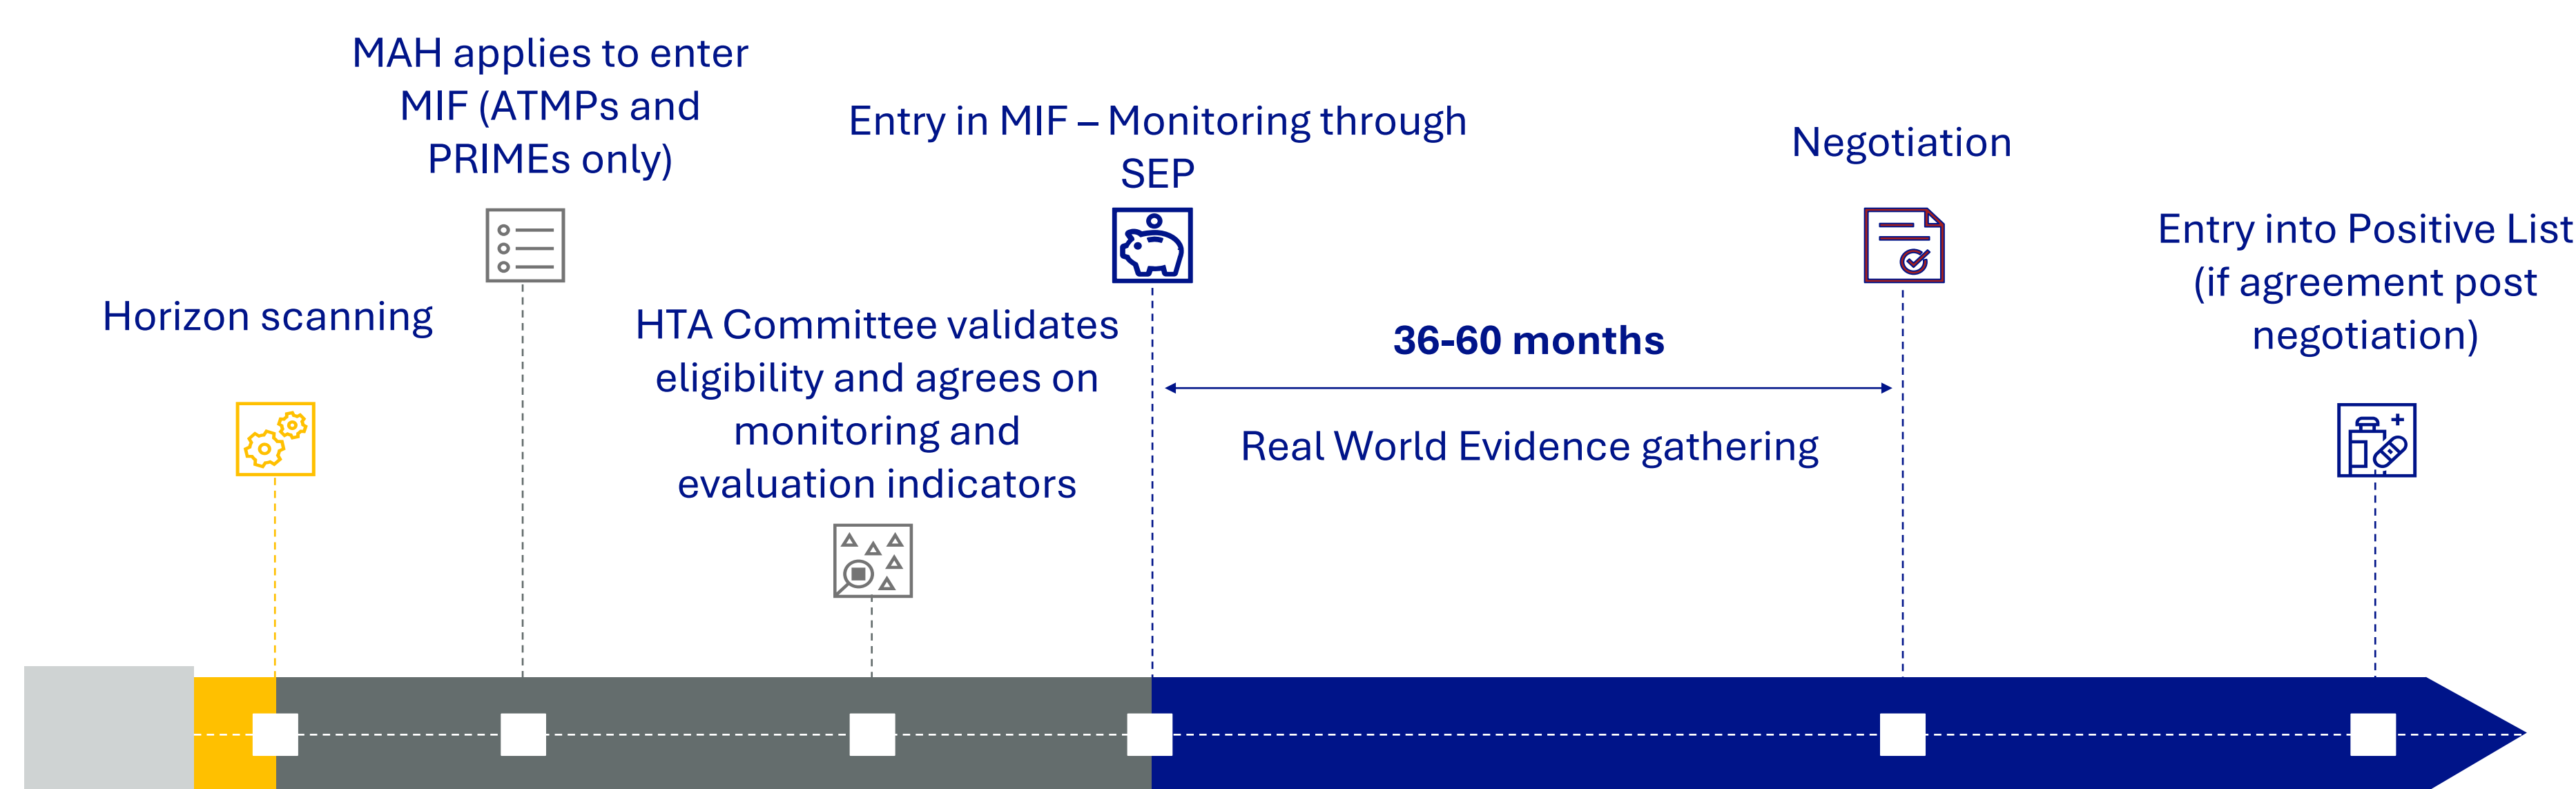 MAH applies to enter
MIF (ATMPs and
PRIMEs only)
Entry in MIF – Monitoring through
SEP
Negotiation
Entry into Positive List
(if agreement post
negotiation)
Horizon scanning
HTA Committee validates
eligibility and agrees on
monitoring and
evaluation indicators
36-60 months
Real World Evidence gathering